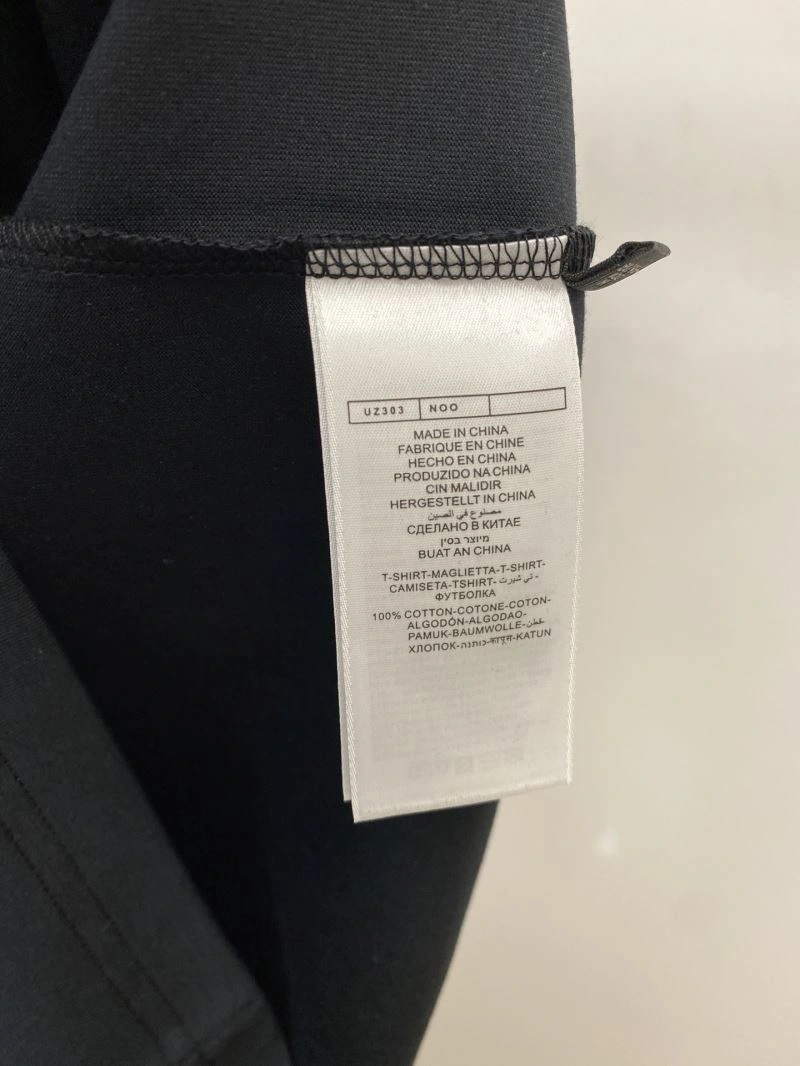 UZ303 NOO
MADE IN CHINA
FABRIQUE EN CHINE
HECHO EN CHINA
PRODUZIDO NA CHINA
CIN MALIDIR
HERGESTELLT IN CHINA
مصنوع في الصين
СДЕЛАНО В КИТАЕ
מיוצר בסין
BUAT AN CHINA
T-SHIRT-MAGLIETTA-T-SHIRT-
CAMISETA-TSHIRT-تي شيرت-
ФУТБОЛКА
100% COTTON-COTONE-COTON-
ALGODÓN-ALGODAO-
PAMUK-BAUMWOLLE-قطن-
ХЛОПОК-כותנה-कापूस-KATUN